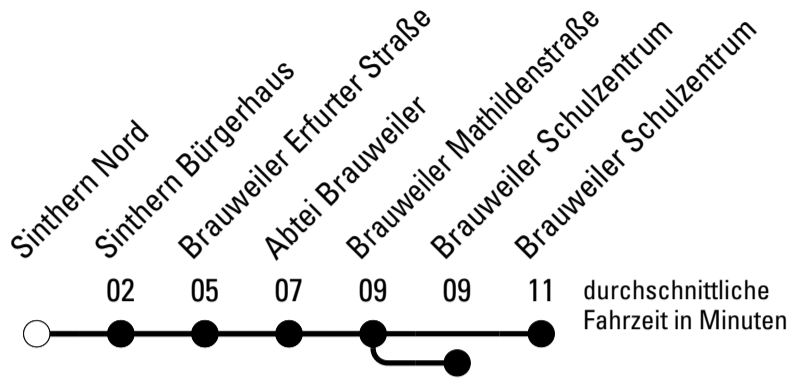 Sinthern Nord
Sinthern Bürgerhaus
Brauweiler Erfurter Straße
Abtei Brauweiler
Brauweiler Mathildenstraße
Brauweiler Schulzentrum
Brauweiler Schulzentrum
02 05 07 09 09 11
durchschnittliche
Fahrzeit in Minuten